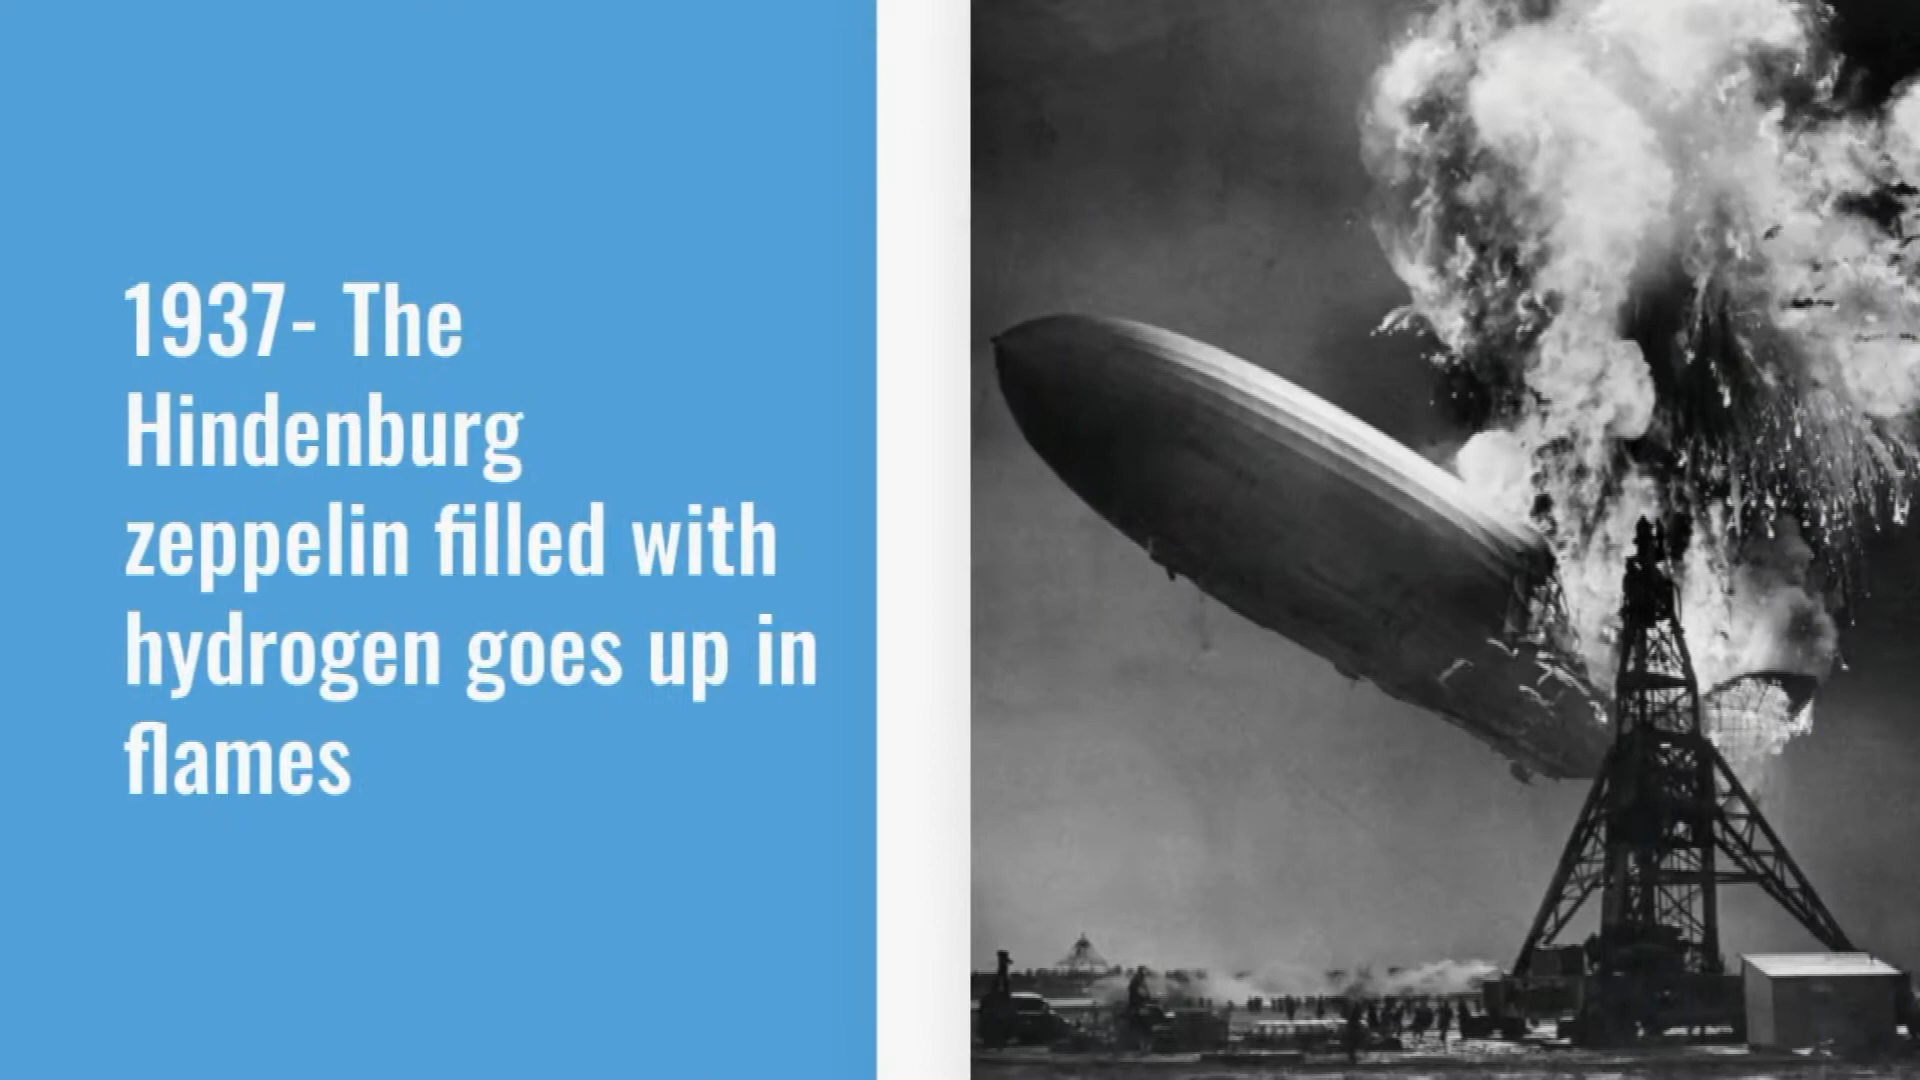 1937- The
Hindenburg
zeppelin filled with
hydrogen goes up in
flames